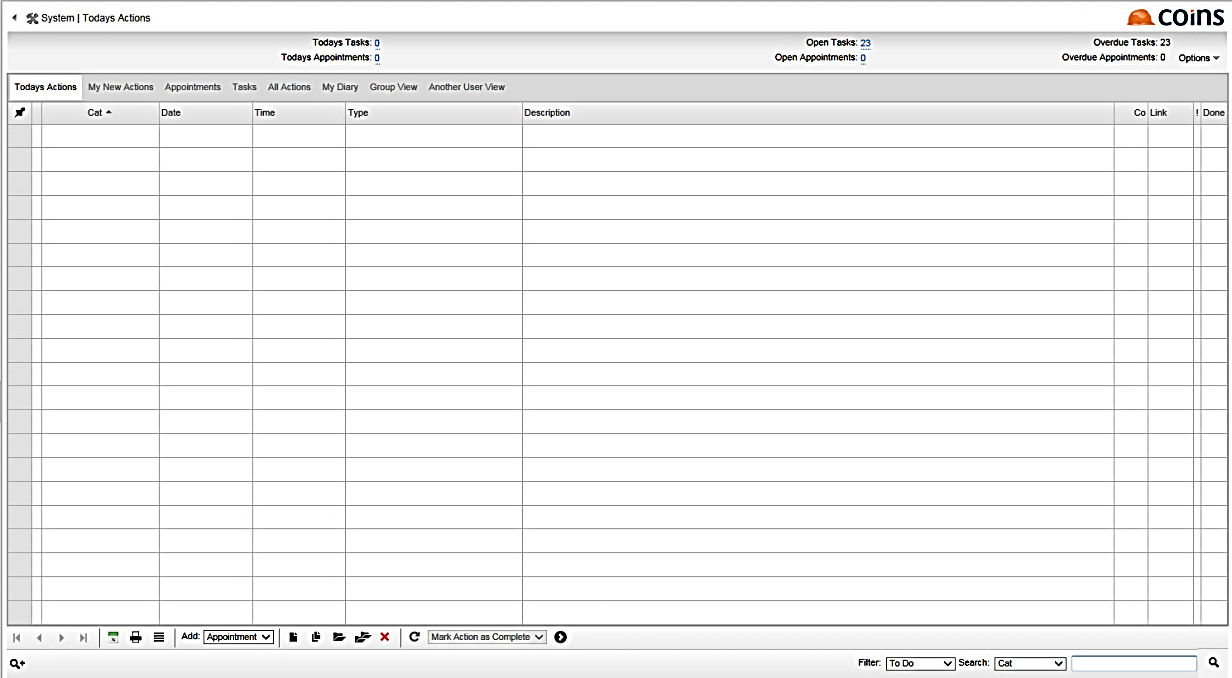 System | Todays Actions
coins
Todays Tasks: 0 Open Tasks: 23 Overdue Tasks: 23
Todays Appointments: 0 Open Appointments: 0 Overdue Appointments: 0 Options
Todays Actions My New Actions Appointments Tasks All Actions My Diary Group View Another User View
Cat Date Time Type Description Co Link ! Done
Add: Appointment Mark Action as Complete
Filter: To Do Search: Cat